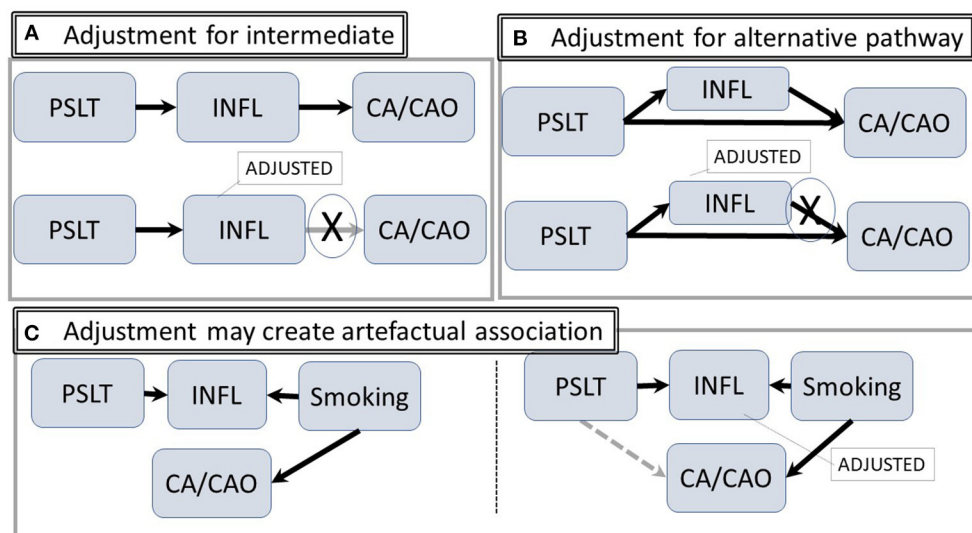 A Adjustment for intermediate
PSLT INFL CA/CAO
ADJUSTED
PSLT INFL X CA/CAO
B Adjustment for alternative pathway
INFL
PSLT CA/CAO
ADJUSTED
INFL X
PSLT CA/CAO
C Adjustment may create artefactual association
PSLT INFL Smoking
CA/CAO
PSLT INFL Smoking
ADJUSTED
CA/CAO